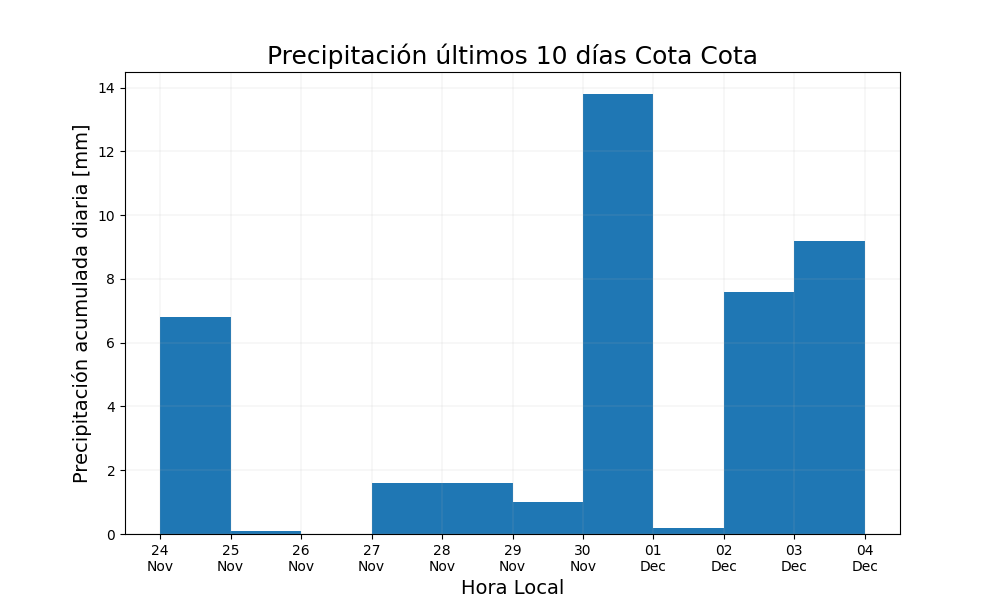 Precipitación últimos 10 días Cota Cota
Precipitación acumulada diaria [mm]
14
12
10
8
6
4
2
0
24 25 26 27 28 29 30 01 02 03 04
Nov Nov Nov Nov Nov Nov Nov Dec Dec Dec Dec
Hora Local